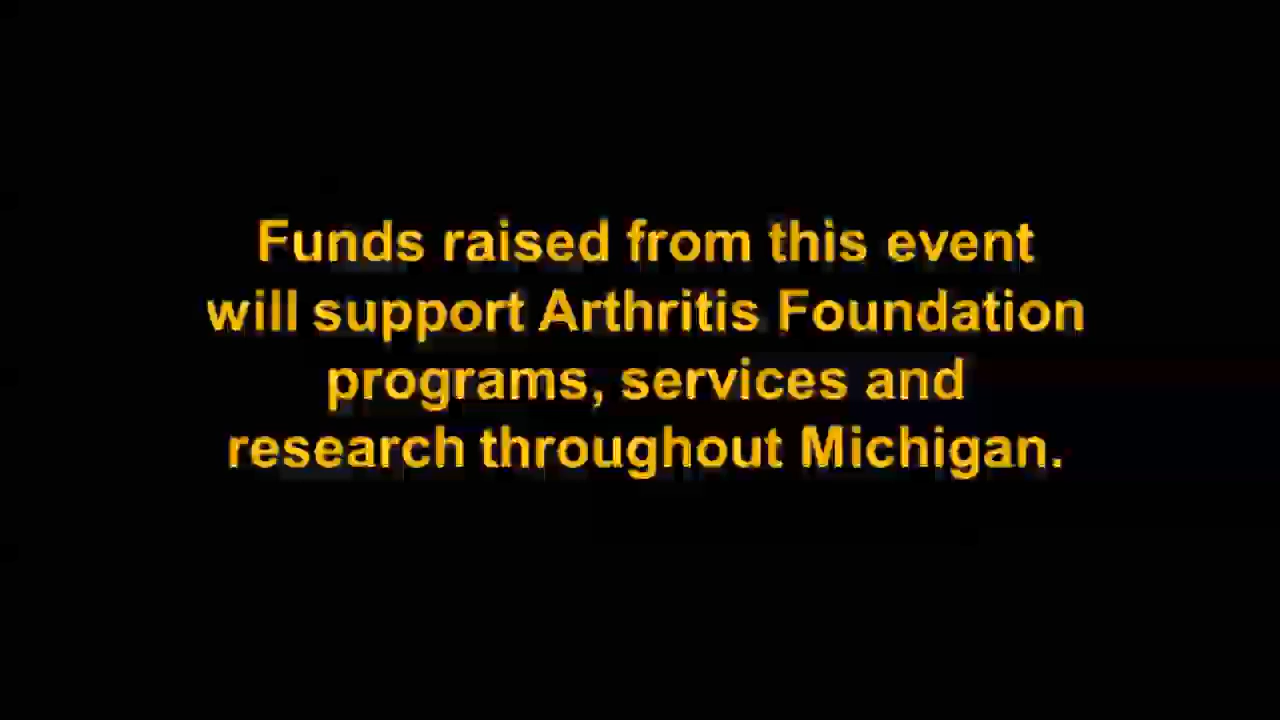 Funds raised from this event
will support Arthritis Foundation
programs, services and
research throughout Michigan.